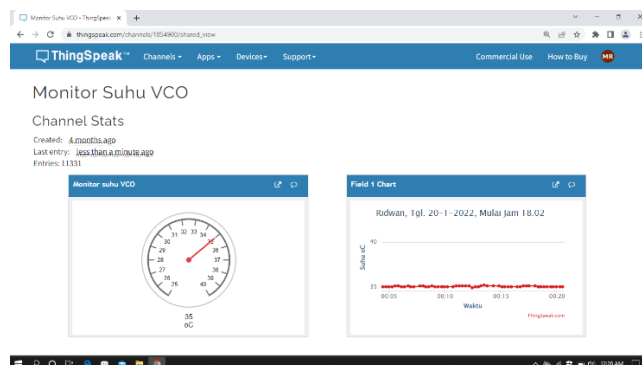 Monitor Suhu VCO - ThingSpeak
thingspeak.com/channels/1854900/shared_view
ThingSpeak™ Channels Apps Devices Support Commercial Use How to Buy MR
Monitor Suhu VCO
Channel Stats
Created: 4 months ago
Last entry: less than a minute ago
Entries: 11331
Monitor suhu VCO
25 26 27 28 29 30 31 32 33 34 35 36 37 38 39 40
35
oC
Field 1 Chart
Ridwan, Tgl. 20-1-2022, Mulai Jam 18.02
Suhu oC
40
35
00:05 00:10 00:15 00:20
Waktu
ThingSpeak.com